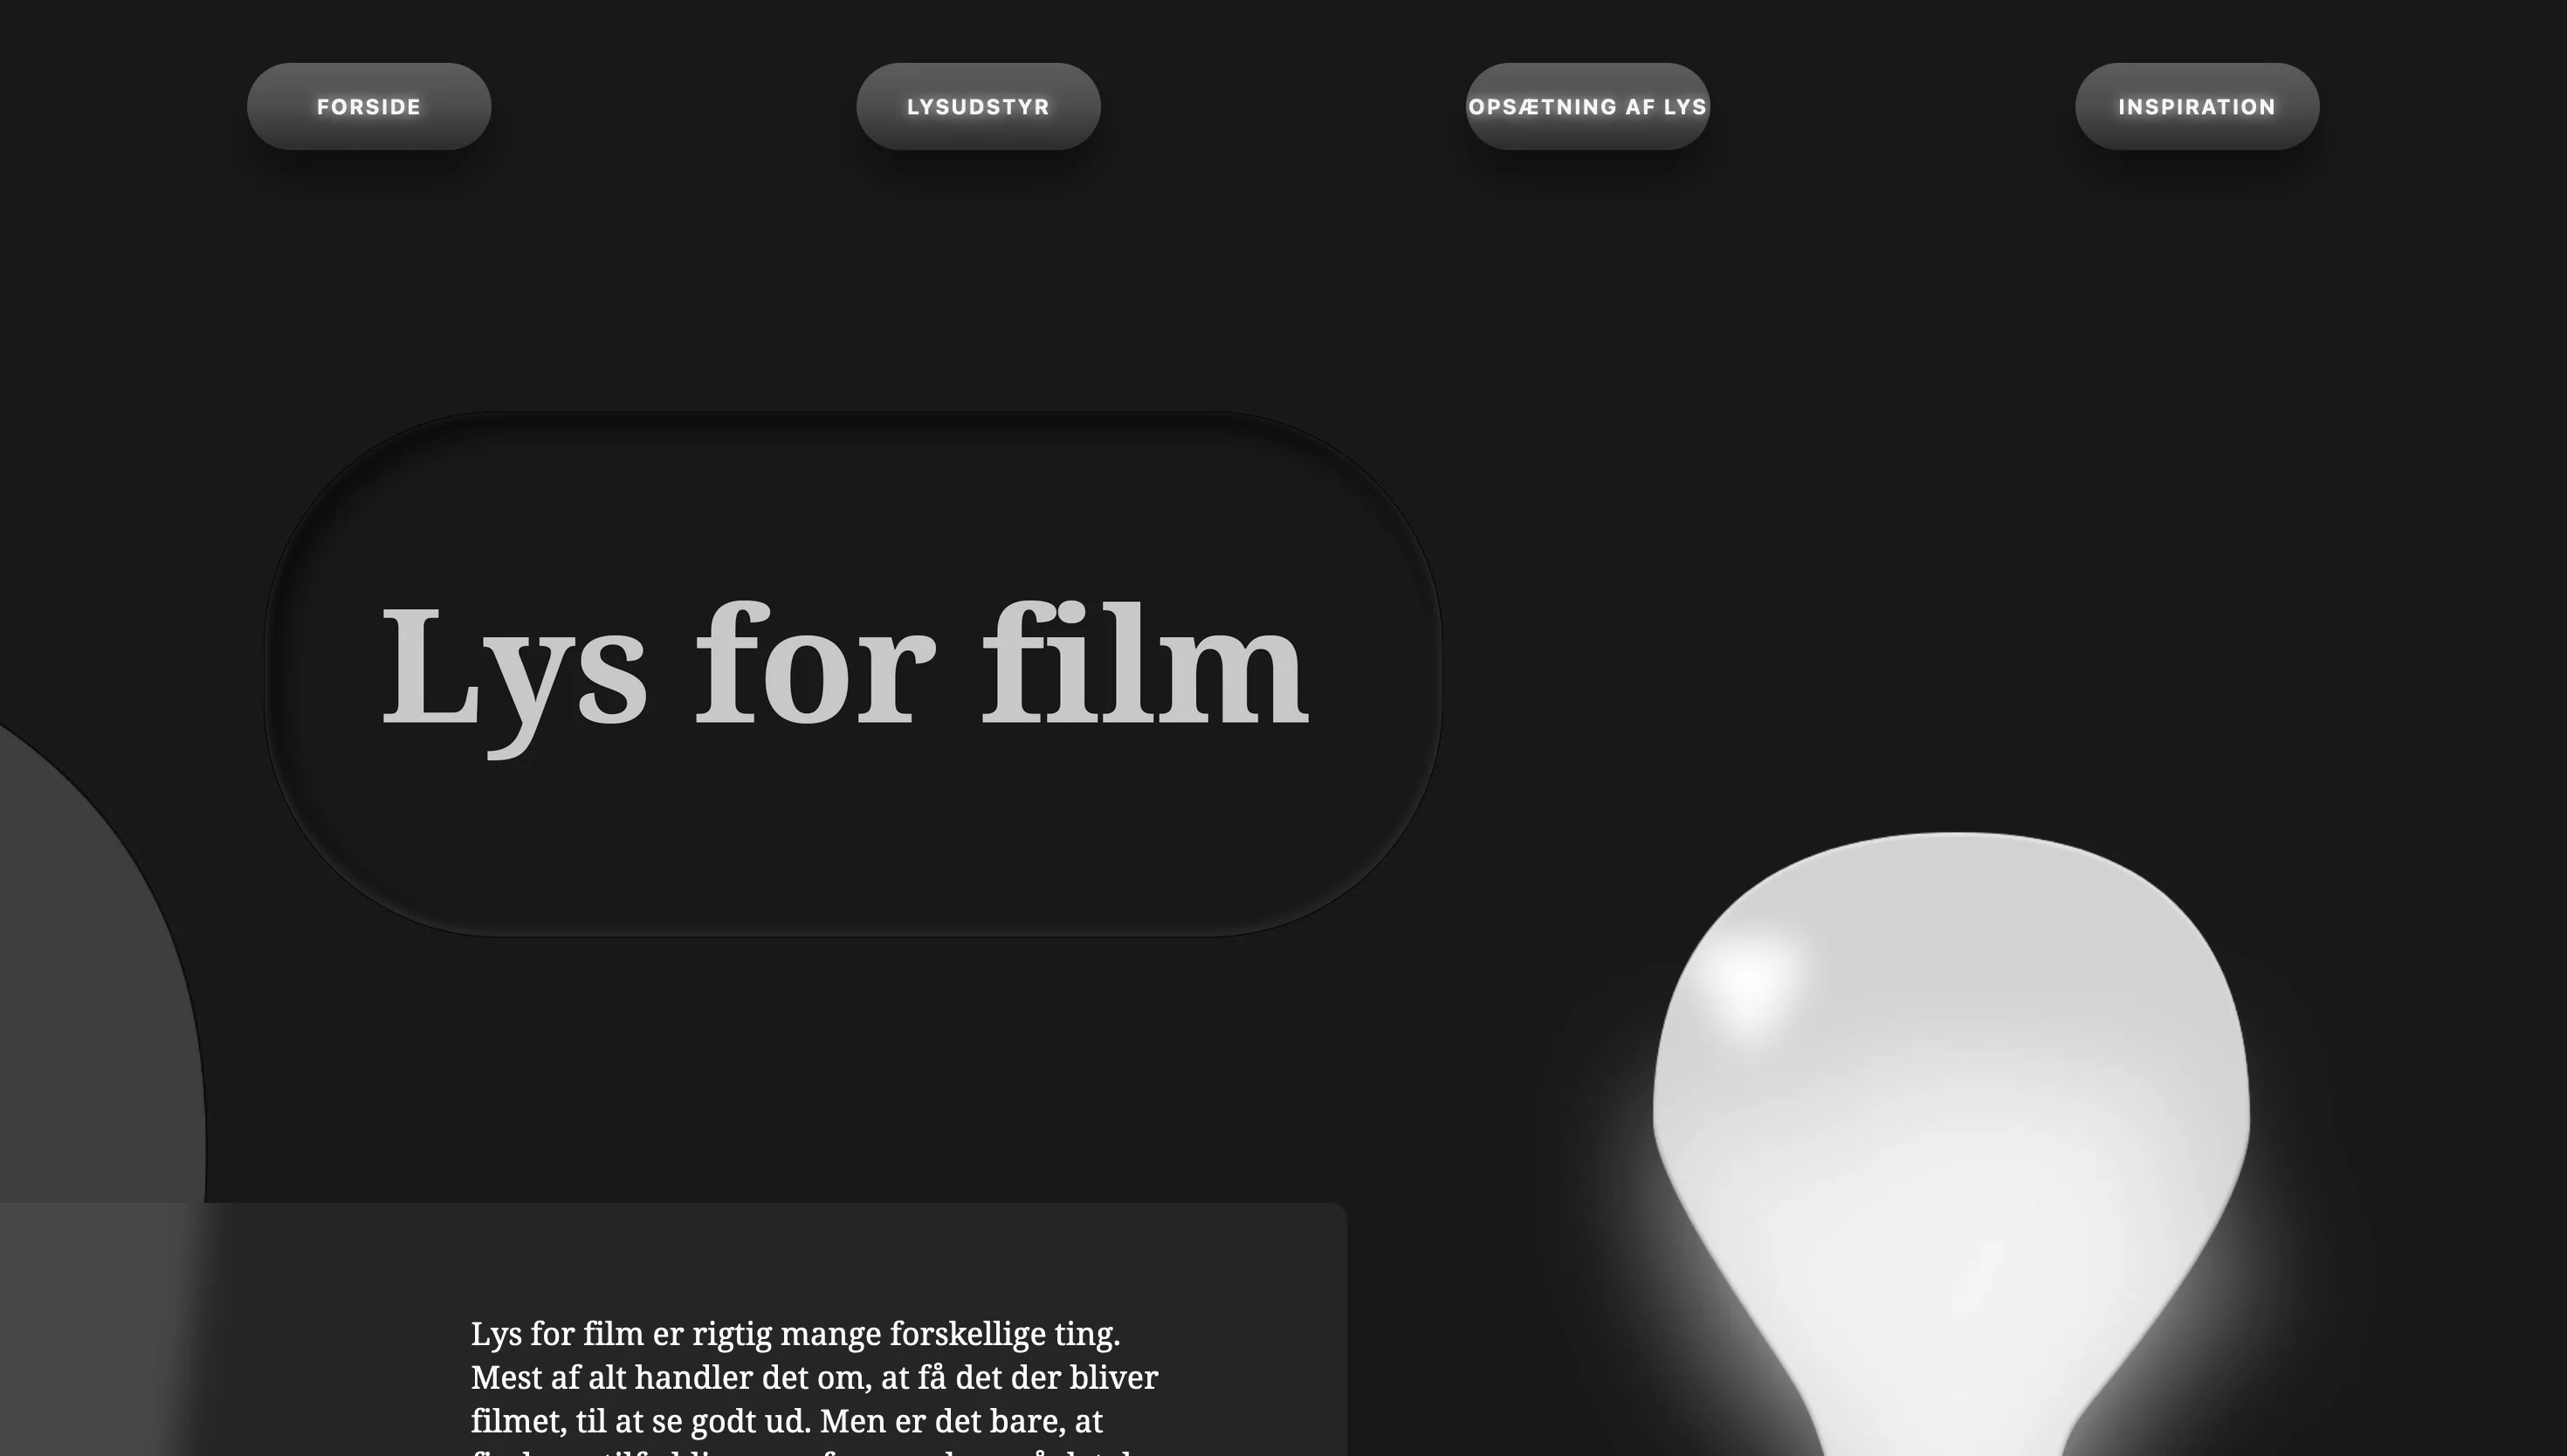 FORSIDE
LYSUDSTYR
OPSÆTNING AF LYS
INSPIRATION
Lys for film
Lys for film er rigtig mange forskellige ting.
Mest af alt handler det om, at få det der bliver
filmet, til at se godt ud. Men er det bare, at